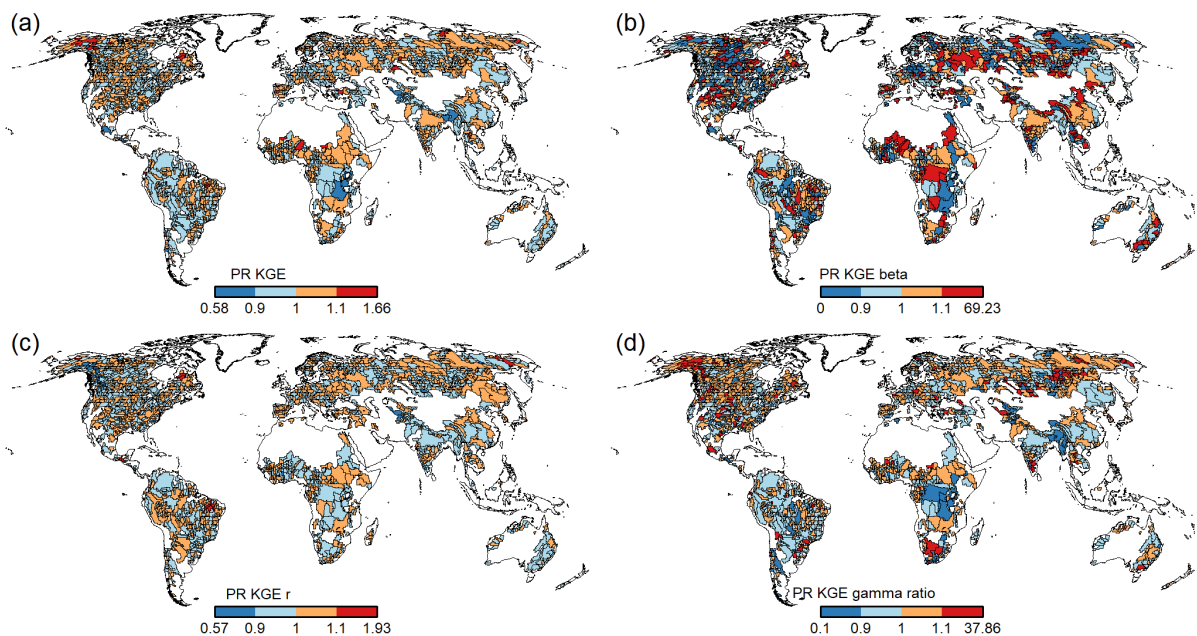 (a)
(b)
PR KGE
0.58 0.9 1 1.1 1.66
PR KGE beta
0 0.9 1 1.1 69.23
(c)
(d)
PR KGE r
0.57 0.9 1 1.1 1.93
PR KGE gamma ratio
0.1 0.9 1 1.1 37.86